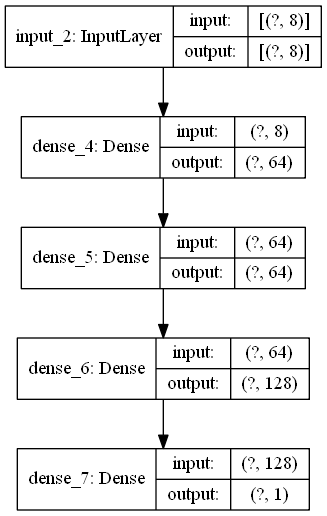 input_2: InputLayer
input: [(?, 8)]
output: [(?, 8)]
dense_4: Dense
input: (?, 8)
output: (?, 64)
dense_5: Dense
input: (?, 64)
output: (?, 64)
dense_6: Dense
input: (?, 64)
output: (?, 128)
dense_7: Dense
input: (?, 128)
output: (?, 1)